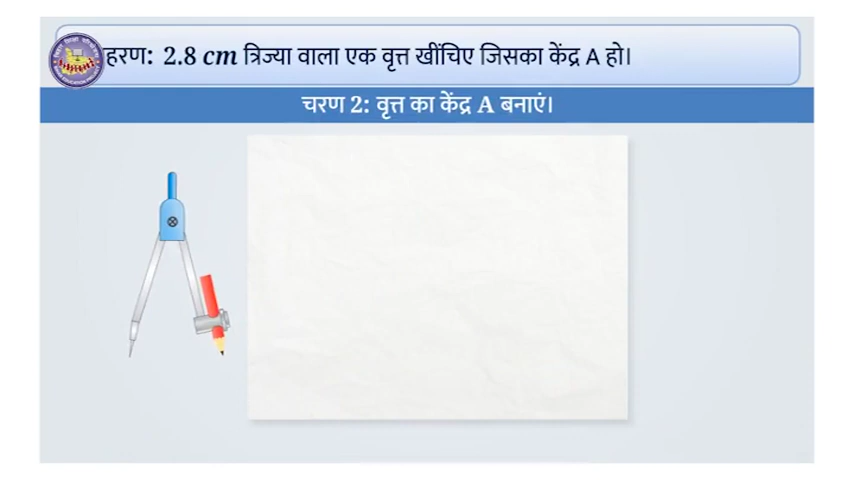 हरण: 2.8 cm त्रिज्या वाला एक वृत्त खींचिए जिसका केंद्र A हो।
चरण 2: वृत्त का केंद्र A बनाएं।